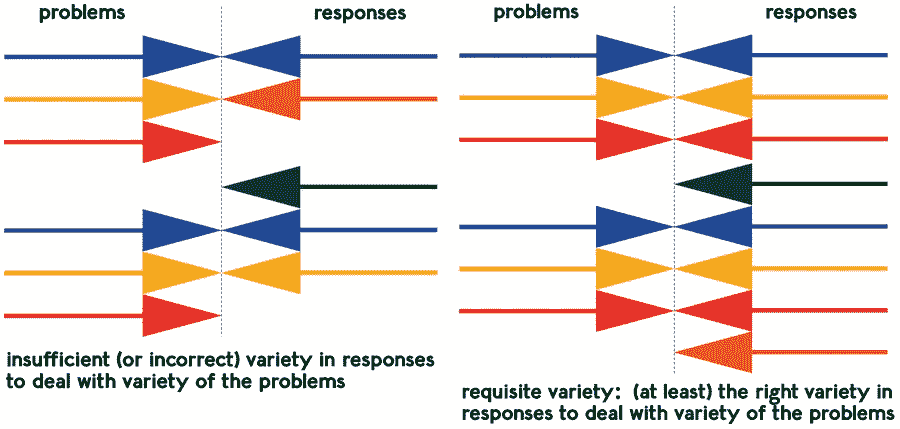 problems
responses
insufficient (or incorrect) variety in responses
to deal with variety of the problems
problems
responses
requisite variety: (at least) the right variety in
responses to deal with variety of the problems